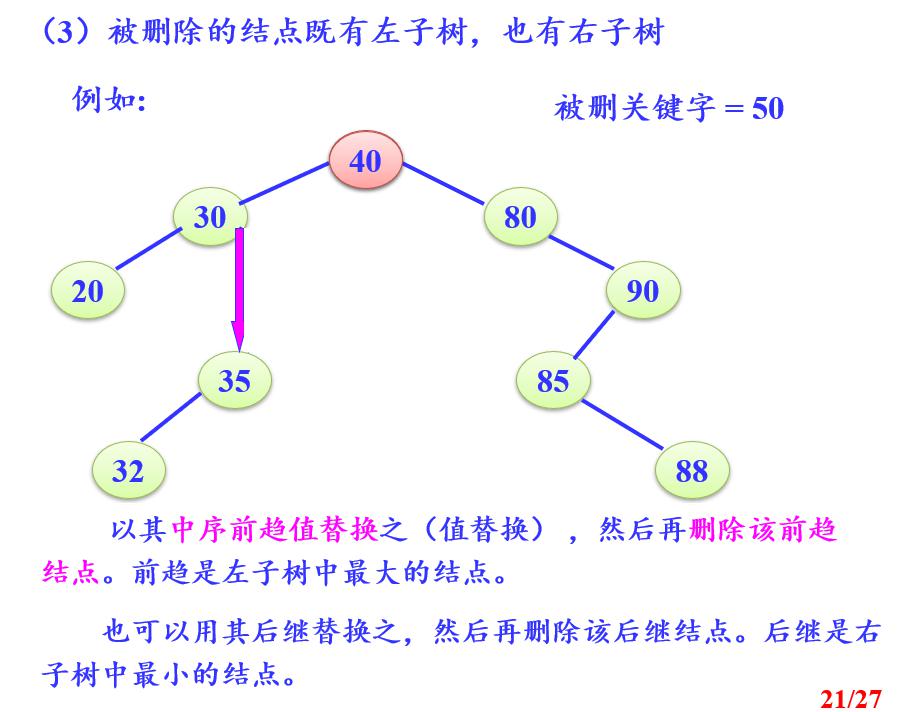 （3）被删除的结点既有左子树，也有右子树
例如:
被删关键字 = 50
40
30
80
20
90
35
85
32
88
以其中序前趋值替换之（值替换） ，然后再删除该前趋
结点。前趋是左子树中最大的结点。
也可以用其后继替换之，然后再删除该后继结点。后继是右
子树中最小的结点。
21/27